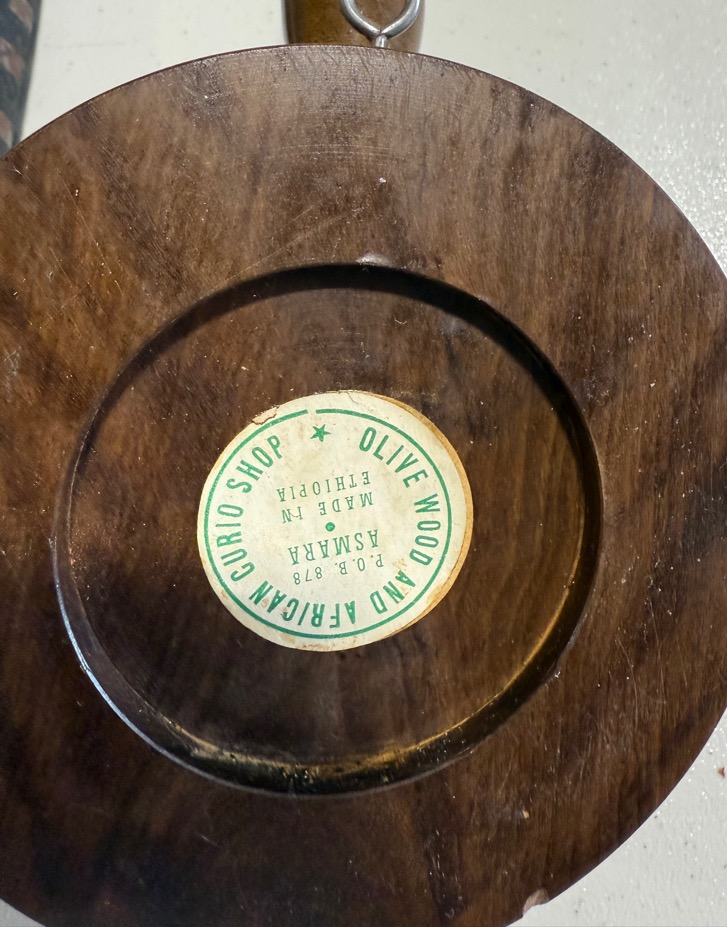 OLIVE WOOD AND AFRICAN CURIO SHOP
P.O.B. 878
ASMARA
MADE IN
ETHIOPIA